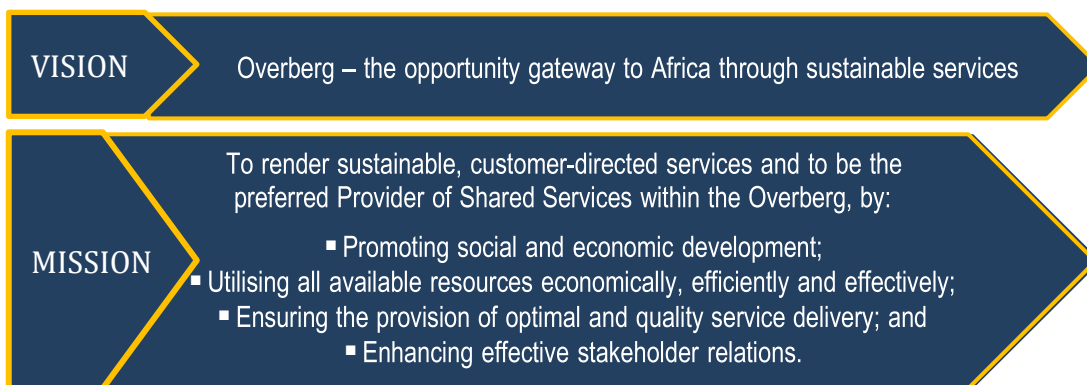 VISION
Overberg – the opportunity gateway to Africa through sustainable services
MISSION
To render sustainable, customer-directed services and to be the
preferred Provider of Shared Services within the Overberg, by:
▪ Promoting social and economic development;
▪ Utilising all available resources economically, efficiently and effectively;
▪ Ensuring the provision of optimal and quality service delivery; and
▪ Enhancing effective stakeholder relations.